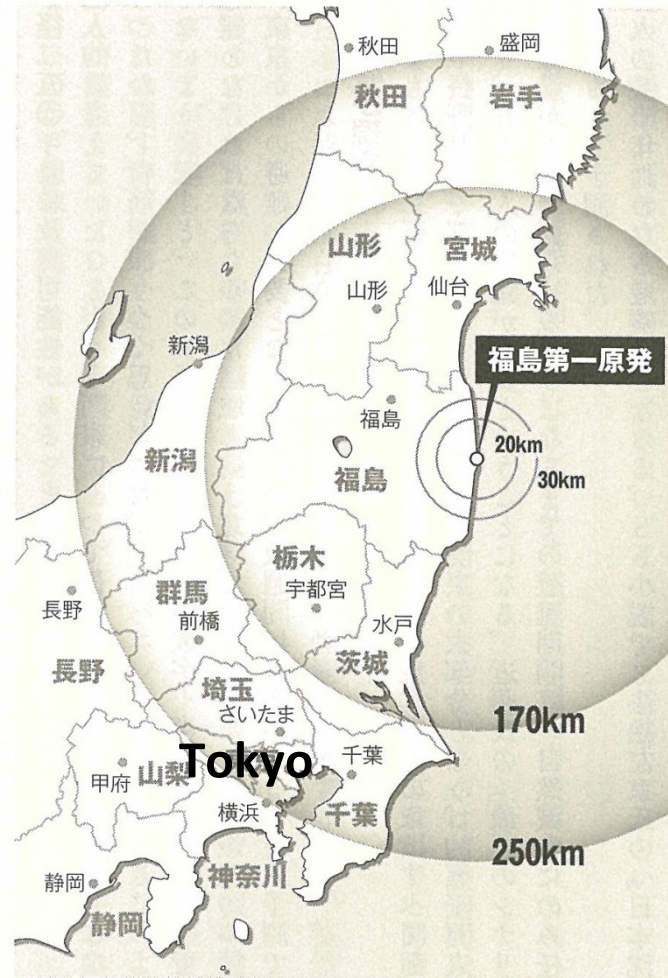 秋田
盛岡
秋田
岩手
山形
宮城
山形
仙台
新潟
福島第一原発
福島
20km
新潟
福島
30km
栃木
群馬
宇都宮
長野
前橋
水戸
長野
茨城
埼玉
さいたま
170km
Tokyo
千葉
甲府
山梨
横浜
千葉
250km
神奈川
静岡
静岡